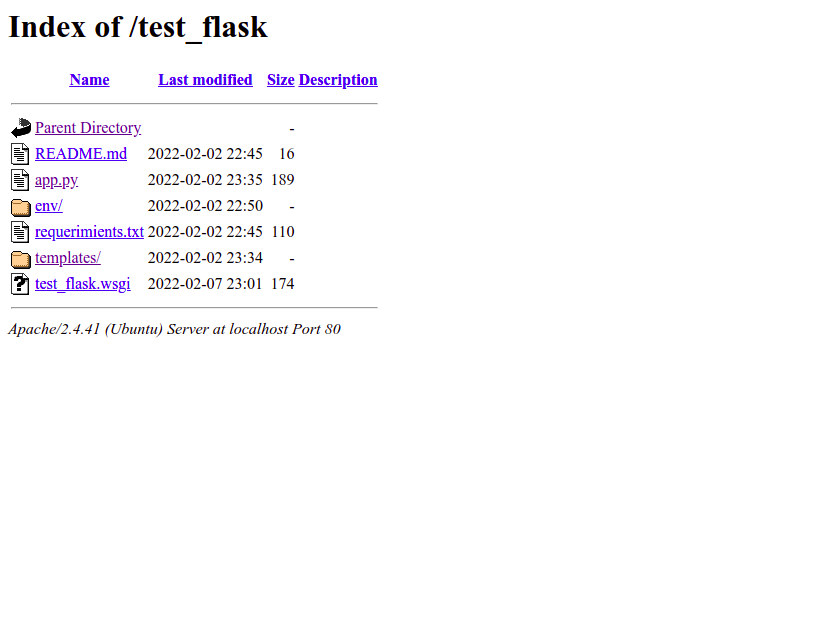 Index of /test_flask
Name Last modified Size Description
Parent Directory -
README.md 2022-02-02 22:45 16
app.py 2022-02-02 23:35 189
env/ 2022-02-02 22:50 -
requerimients.txt 2022-02-02 22:45 110
templates/ 2022-02-02 23:34 -
test_flask.wsgi 2022-02-07 23:01 174
Apache/2.4.41 (Ubuntu) Server at localhost Port 80